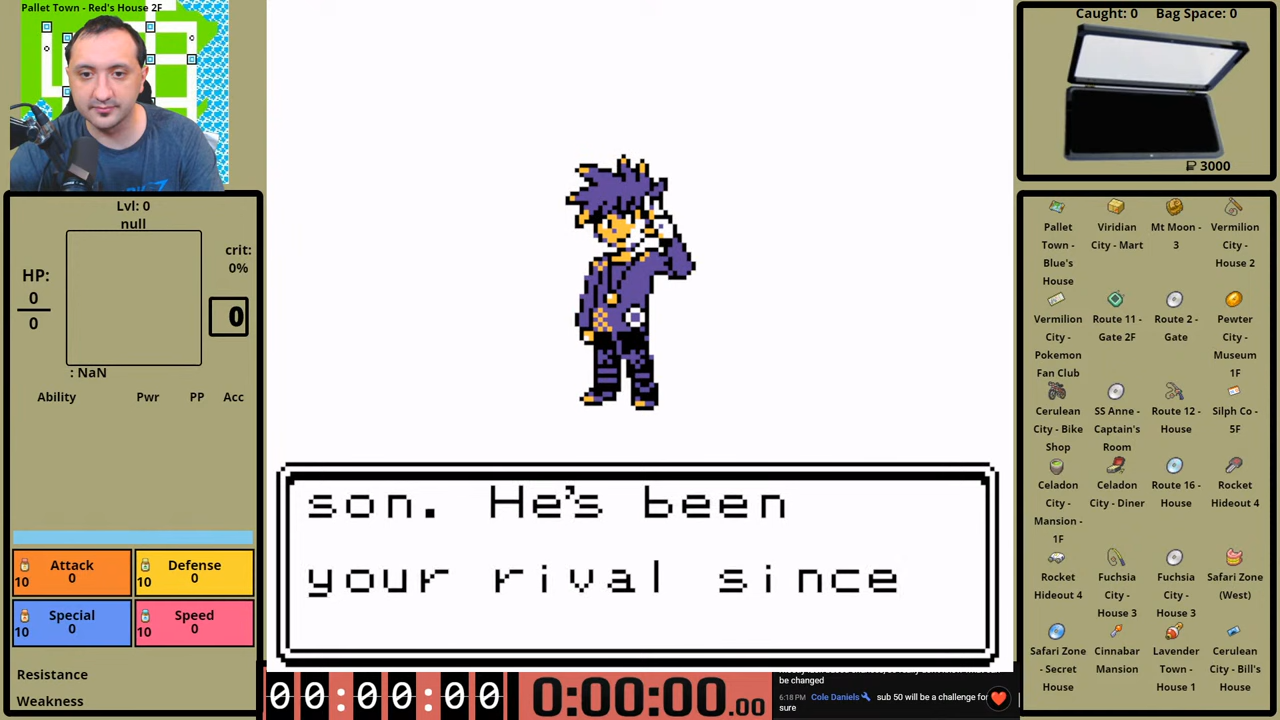 Pallet Town - Red's House 2F
Lvl: 0
null
crit:
0%
HP:
0
0
0
: NaN
Ability Pwr PP Acc
Attack
0
10
Defense
0
10
Special
0
10
Speed
0
10
Resistance
Weakness
son. He's been
your rival since
00:00:00
0:00:00.00
be changed
6:18 PM Cole Daniels sub 50 will be a challenge for
sure
Caught: 0 Bag Space: 0
3000
Pallet
Town -
Blue's
House
Viridian
City - Mart
Mt Moon -
3
Vermilion
City -
House 2
Vermilion
City -
Pokemon
Fan Club
Route 11 -
Gate 2F
Route 2 -
Gate
Pewter
City -
Museum
1F
Cerulean
City - Bike
Shop
SS Anne -
Captain's
Room
Route 12 -
House
Silph Co -
5F
Celadon
City -
Mansion -
1F
Celadon
City - Diner
Route 16 -
House
Rocket
Hideout 4
Rocket
Hideout 4
Fuchsia
City -
House 3
Fuchsia
City -
House 3
Safari Zone
(West)
Safari Zone
- Secret
House
Cinnabar
Mansion
Lavender
Town -
House 1
Cerulean
City - Bill's
House